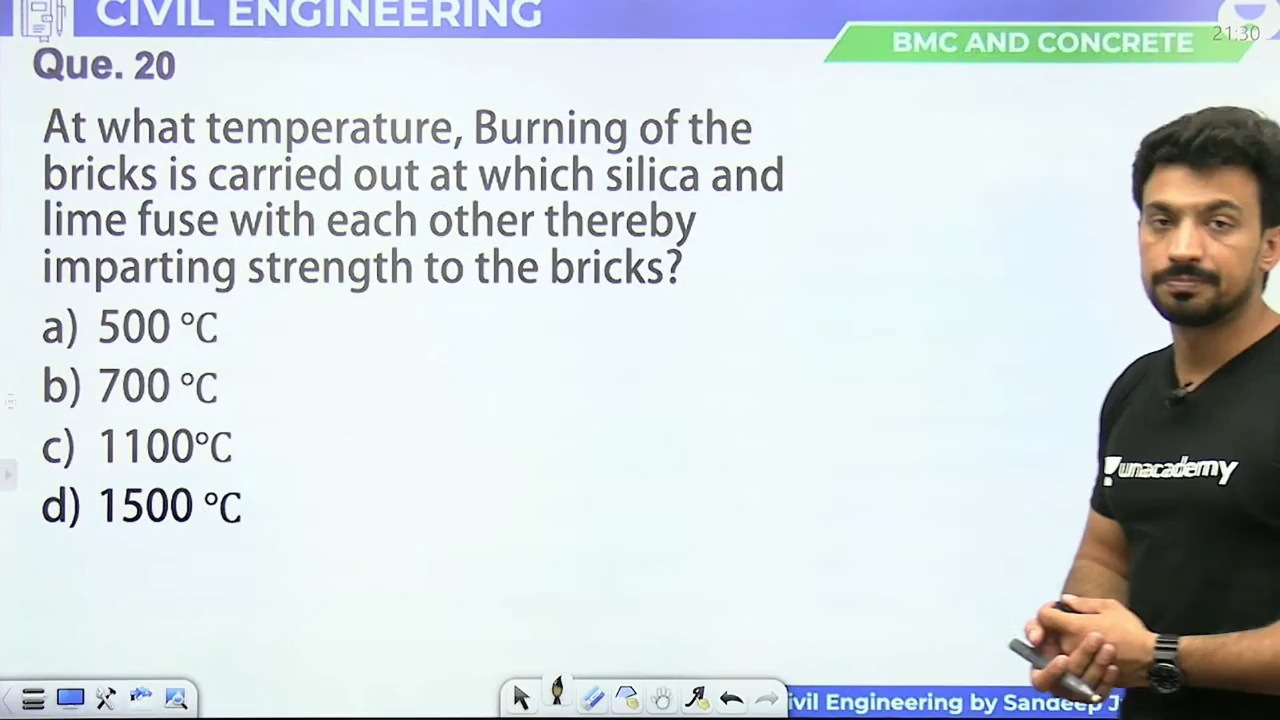 CIVIL ENGINEERING
21:30
BMC AND CONCRETE
Que. 20
At what temperature, Burning of the
bricks is carried out at which silica and
lime fuse with each other thereby
imparting strength to the bricks?
a) 500 °C
b) 700 °C
c) 1100°C
d) 1500 °C
unacademy
ivil Engineering by Sandeep J